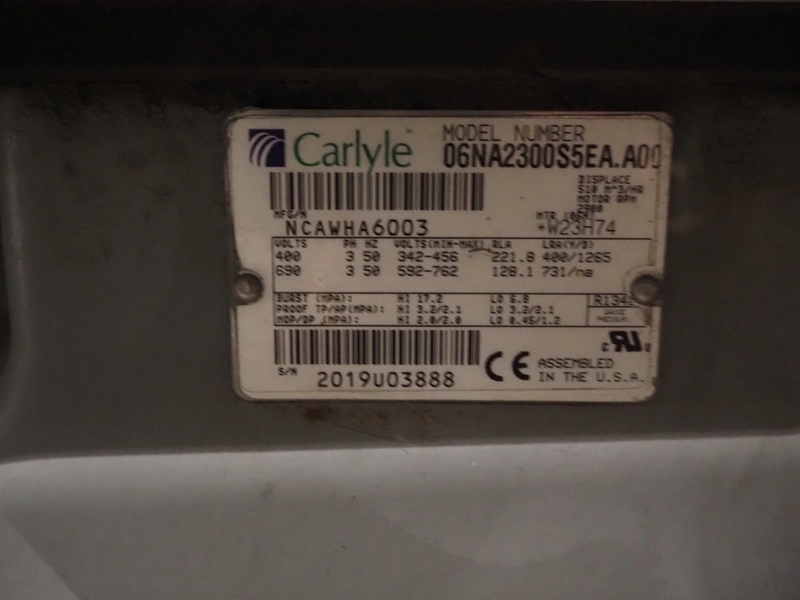 Carlyle™
MODEL NUMBER
06NA2300S5EA.A00
DISPLACE
510 M^3/HR
MOTOR RPM
2900
MFG/N
NCAWHA6003
MTR (OEM)
*W23H74
VOLTS PH HZ VOLTS(MIN-MAX) RLA LRA(Y/D)
400 3 50 342-456 221.8 400/1265
690 3 50 592-762 128.1 731/na
BURST (MPA): HI 17.2 LO 6.8
PROOF TP/AP(MPA): HI 3.2/2.1 LO 3.2/2.1
MOP/DP (MPA): HI 2.0/2.0 LO 0.45/1.2
GAUGE
PRESSURE
S/N
2019U03888
CE
ASSEMBLED
IN THE U.S.A.